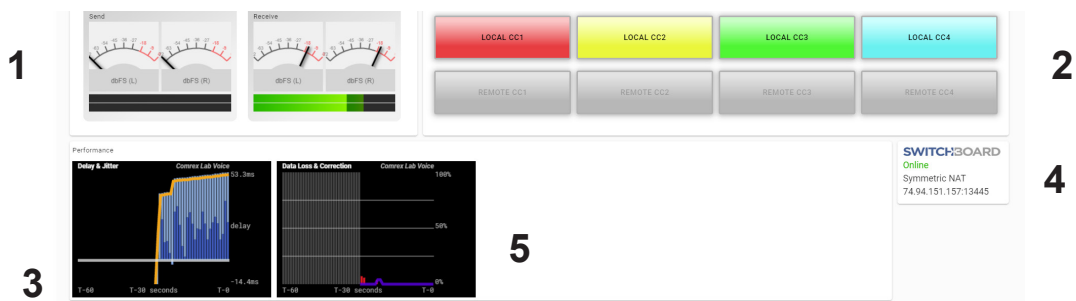 Send
Receive
dbFS (L)
dbFS (R)
dbFS (L)
dbFS (R)
LOCAL CC1
LOCAL CC2
LOCAL CC3
LOCAL CC4
REMOTE CC1
REMOTE CC2
REMOTE CC3
REMOTE CC4
1
2
Performance
Delay & Jitter
Comrex Lab Voice
53.3ms
delay
-14.4ms
T-60
T-30 seconds
T-0
Data Loss & Correction
Comrex Lab Voice
100%
50%
0%
T-60
T-30 seconds
T-0
SWITCHBOARD
Online
Symmetric NAT
74.94.151.157:13445
3
4
5